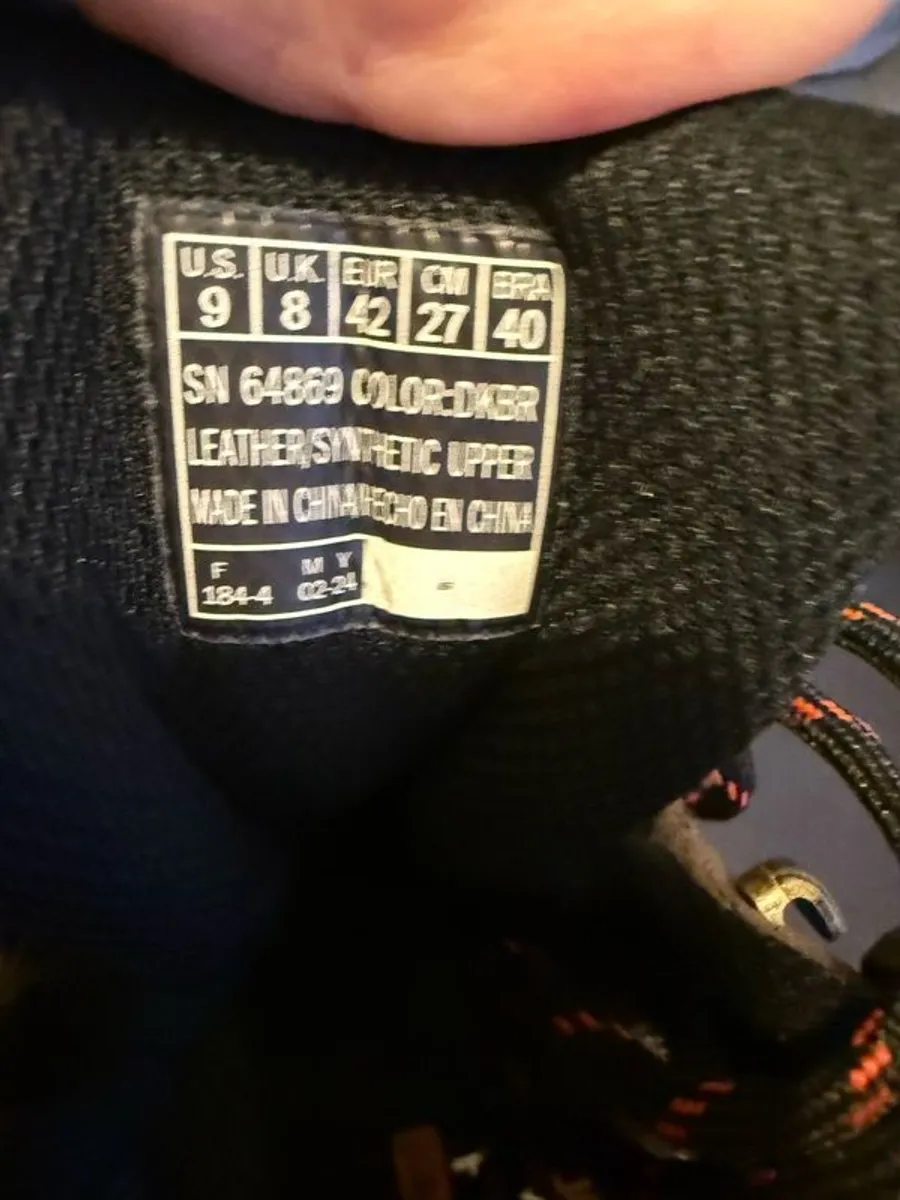 U.S. U.K. EUR CM BRA
9 8 42 27 40
SN 64869 COLOR:DKBR
LEATHER/SYNTHETIC UPPER
MADE IN CHINA/HECHO EN CHINA
F M Y
184-4 02-24